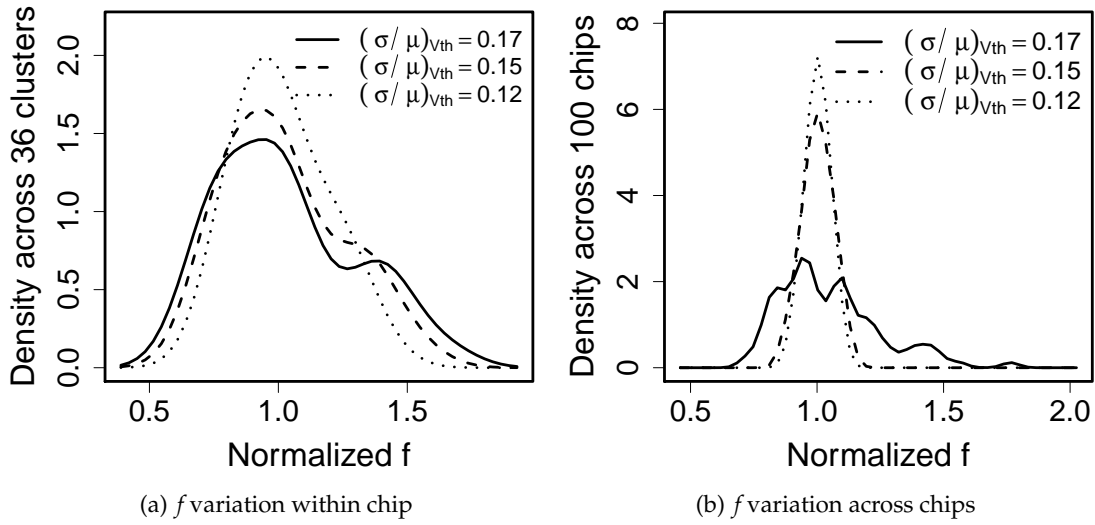 Density across 36 clusters
0.0 0.5 1.0 1.5 2.0
( σ/ μ)Vth = 0.17
( σ/ μ)Vth = 0.15
( σ/ μ)Vth = 0.12
0.5 1.0 1.5
Normalized f
(a) f variation within chip
Density across 100 chips
0 2 4 6 8
( σ/ μ)Vth = 0.17
( σ/ μ)Vth = 0.15
( σ/ μ)Vth = 0.12
0.5 1.0 1.5 2.0
Normalized f
(b) f variation across chips